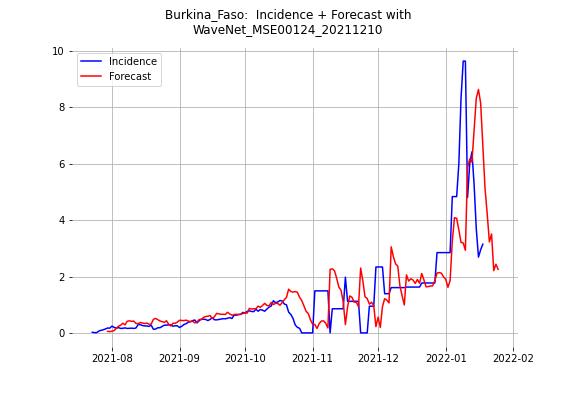 Burkina_Faso:  Incidence + Forecast with
WaveNet_MSE00124_20211210
Incidence
Forecast
10
8
6
4
2
0
2021-08 2021-09 2021-10 2021-11 2021-12 2022-01 2022-02